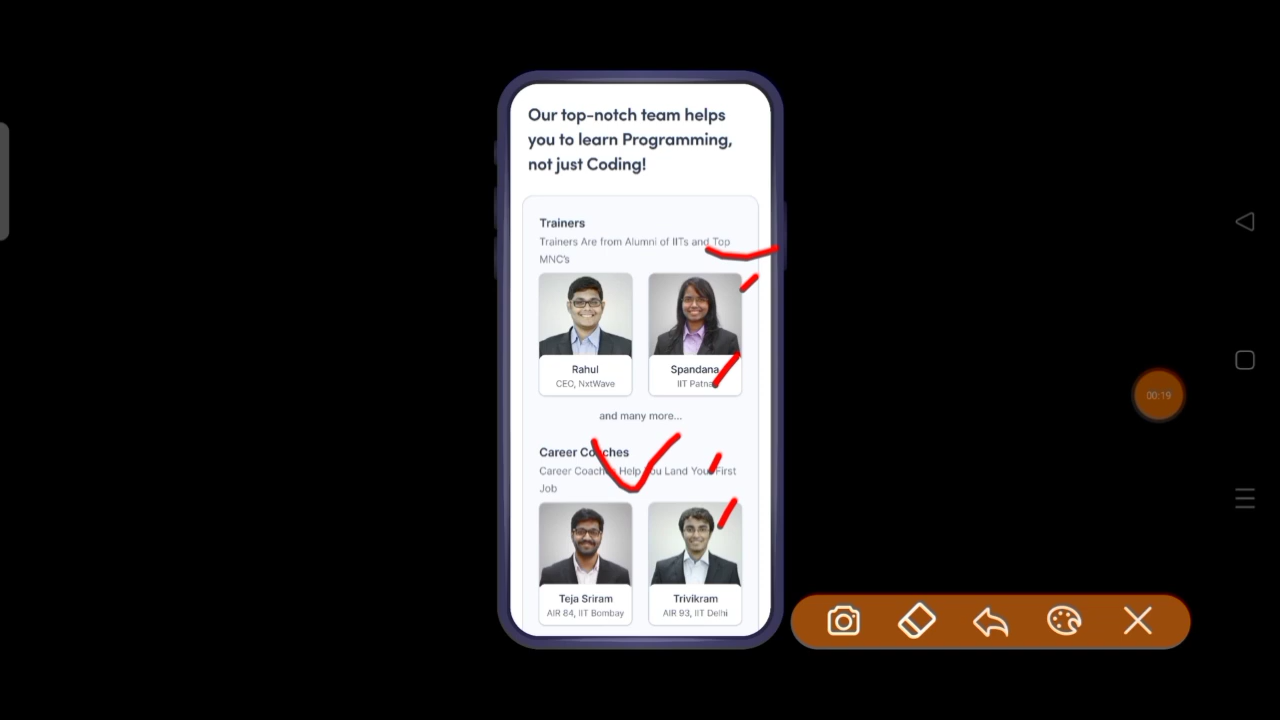 Our top-notch team helps
you to learn Programming,
not just Coding!
Trainers
Trainers Are from Alumni of IITs and Top
MNC's
Rahul
CEO, NxtWave
Spandana
IIT Patna
and many more...
Career Coaches
Career Coaches Help You Land Your First
Job
Teja Sriram
AIR 84, IIT Bombay
Trivikram
AIR 93, IIT Delhi
00:19